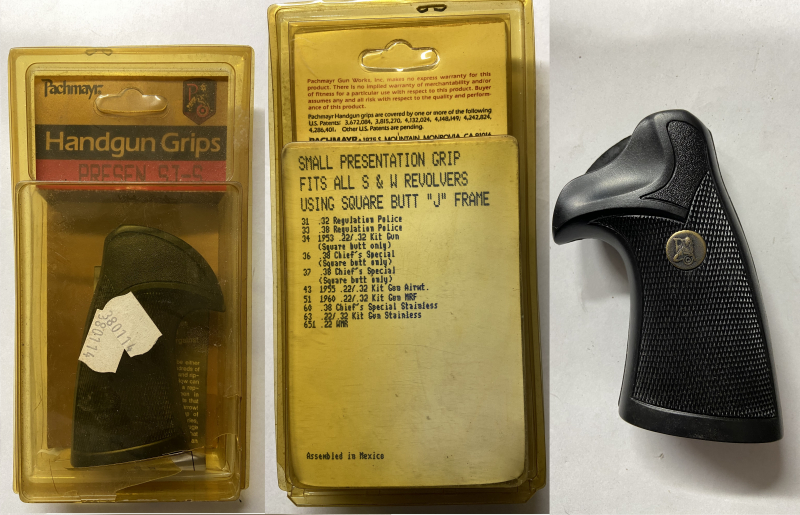 Pachmayr
Handgun Grips
PRESEN SJ-S
380114
380114
Pachmayr Gun Works, Inc. makes no express warranty for this
product. There is no implied warranty of merchantability and/or
of fitness for a particular use with respect to this product. Buyer
assumes any and all risk with respect to the quality and perform-
ance of this product.
Pachmayr Handgun grips are covered by one or more of the following
U.S. Patents: 3,672,084, 3,815,270, 4,132,024, 4,148,149, 4,242,824,
4,286,401. Other U.S. Patents are pending.
PACHMAYR • 1875 S. MOUNTAIN, MONROVIA, CA 91016
SMALL PRESENTATION GRIP
FITS ALL S & W REVOLVERS
USING SQUARE BUTT "J" FRAME
31 .32 Regulation Police
33 .38 Regulation Police
34 1953 .22/.32 Kit Gun
(Square butt only)
36 .38 Chief's Special
(Square butt only)
37 .38 Chief's Special
(Square butt only)
43 1955 .22/.32 Kit Gun Airwt.
51 1960 .22/.32 Kit Gun MRF
60 .38 Chief's Special Stainless
63 .22/.32 Kit Gun Stainless
651 .22 WMR
Assembled in Mexico